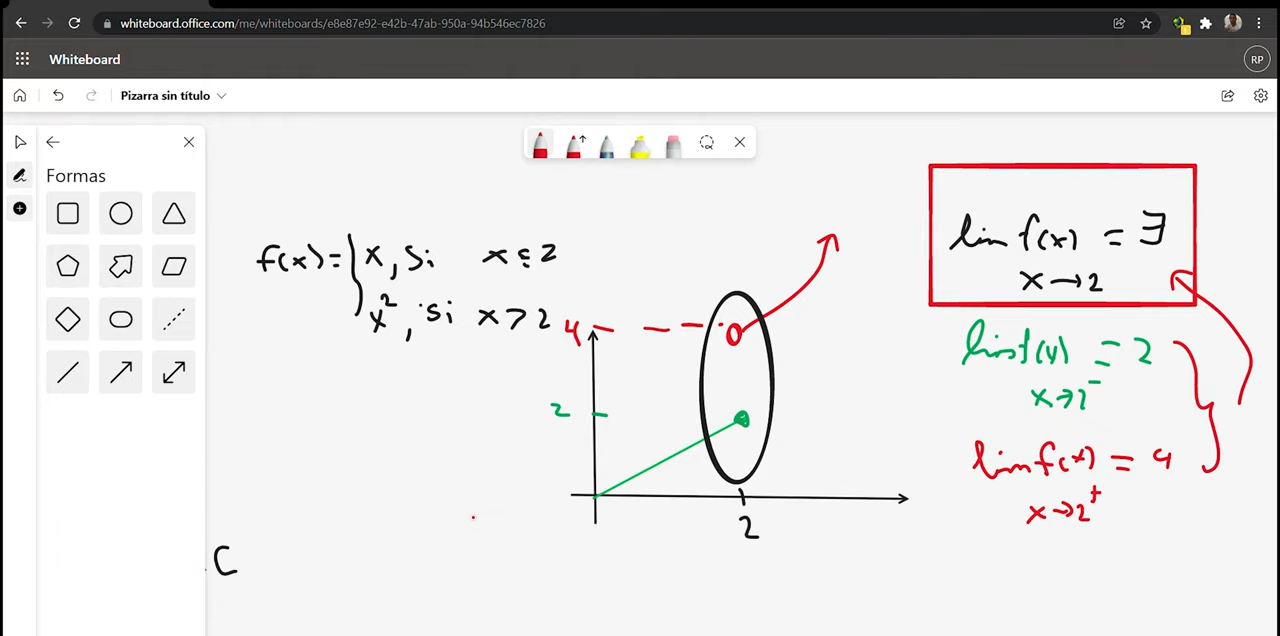 whiteboard.office.com/me/whiteboards/e8e87e92-e42b-47ab-950a-94b546ec7826
Whiteboard
RP
Pizarra sin título
Formas
f(x)= x, si x ≤ 2
x², si x > 2
lim f(x) = ∃
x→2
4
2
2
lim f(x) = 2
x→2⁻
lim f(x) = 4
x→2⁺
C